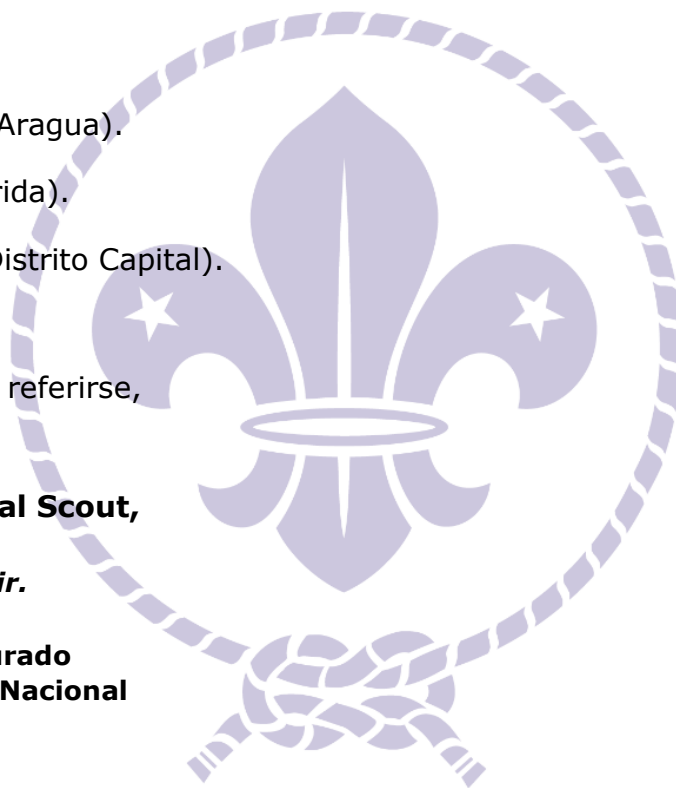 Aragua).
rida).
Distrito Capital).
referirse,
al Scout,
ir.
urado
Nacional